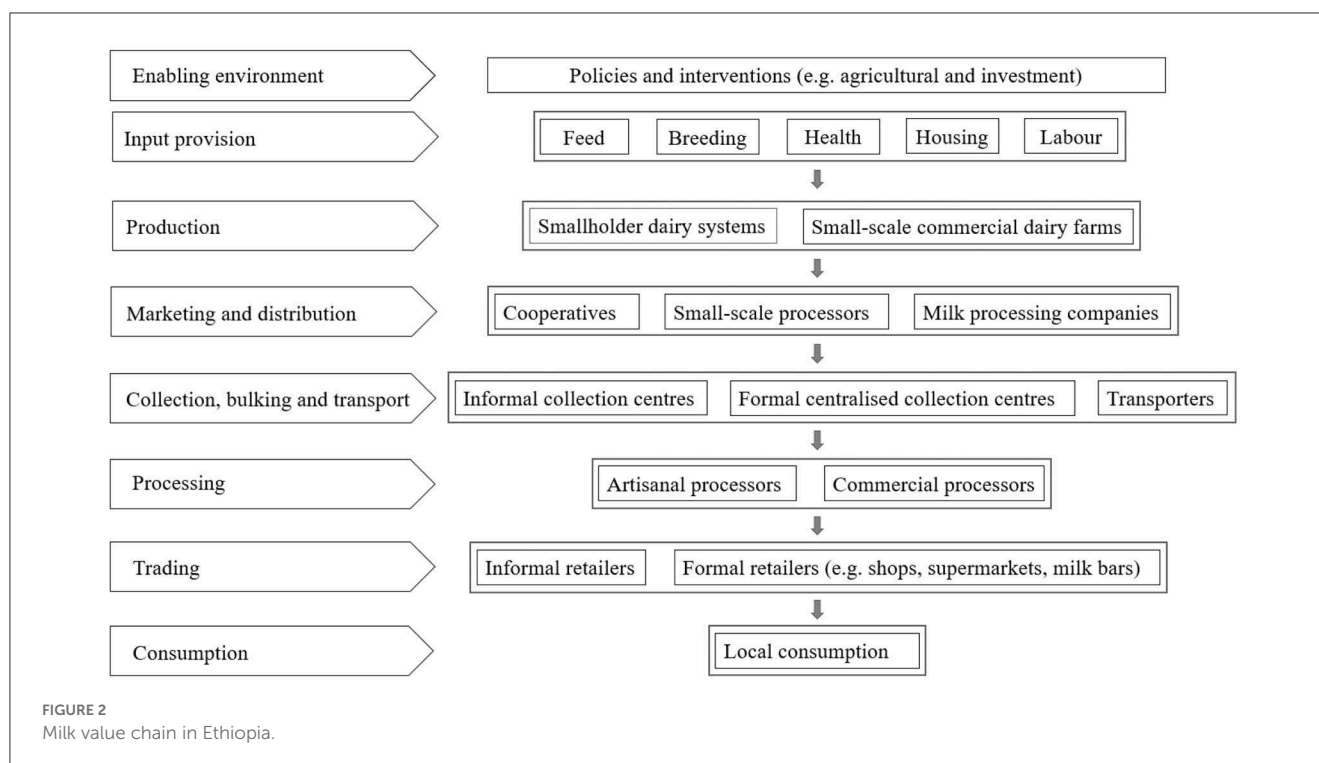 Enabling environment
Policies and interventions (e.g. agricultural and investment)
Input provision
Feed
Breeding
Health
Housing
Labour
Production
Smallholder dairy systems
Small-scale commercial dairy farms
Marketing and distribution
Cooperatives
Small-scale processors
Milk processing companies
Collection, bulking and transport
Informal collection centres
Formal centralised collection centres
Transporters
Processing
Artisanal processors
Commercial processors
Trading
Informal retailers
Formal retailers (e.g. shops, supermarkets, milk bars)
Consumption
Local consumption
FIGURE 2
Milk value chain in Ethiopia.